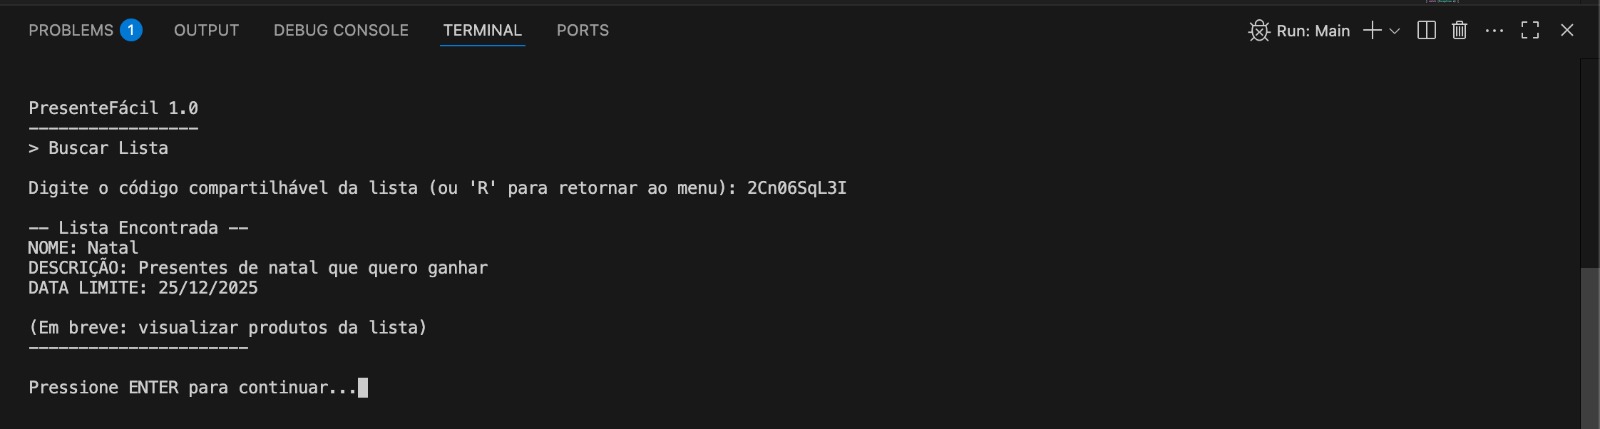 PROBLEMS 1 OUTPUT DEBUG CONSOLE TERMINAL PORTS Run: Main
PresenteFácil 1.0
-----------------
> Buscar Lista
Digite o código compartilhável da lista (ou 'R' para retornar ao menu): 2Cn06SqL3I
-- Lista Encontrada --
NOME: Natal
DESCRIÇÃO: Presentes de natal que quero ganhar
DATA LIMITE: 25/12/2025
(Em breve: visualizar produtos da lista)
----------------------
Pressione ENTER para continuar...